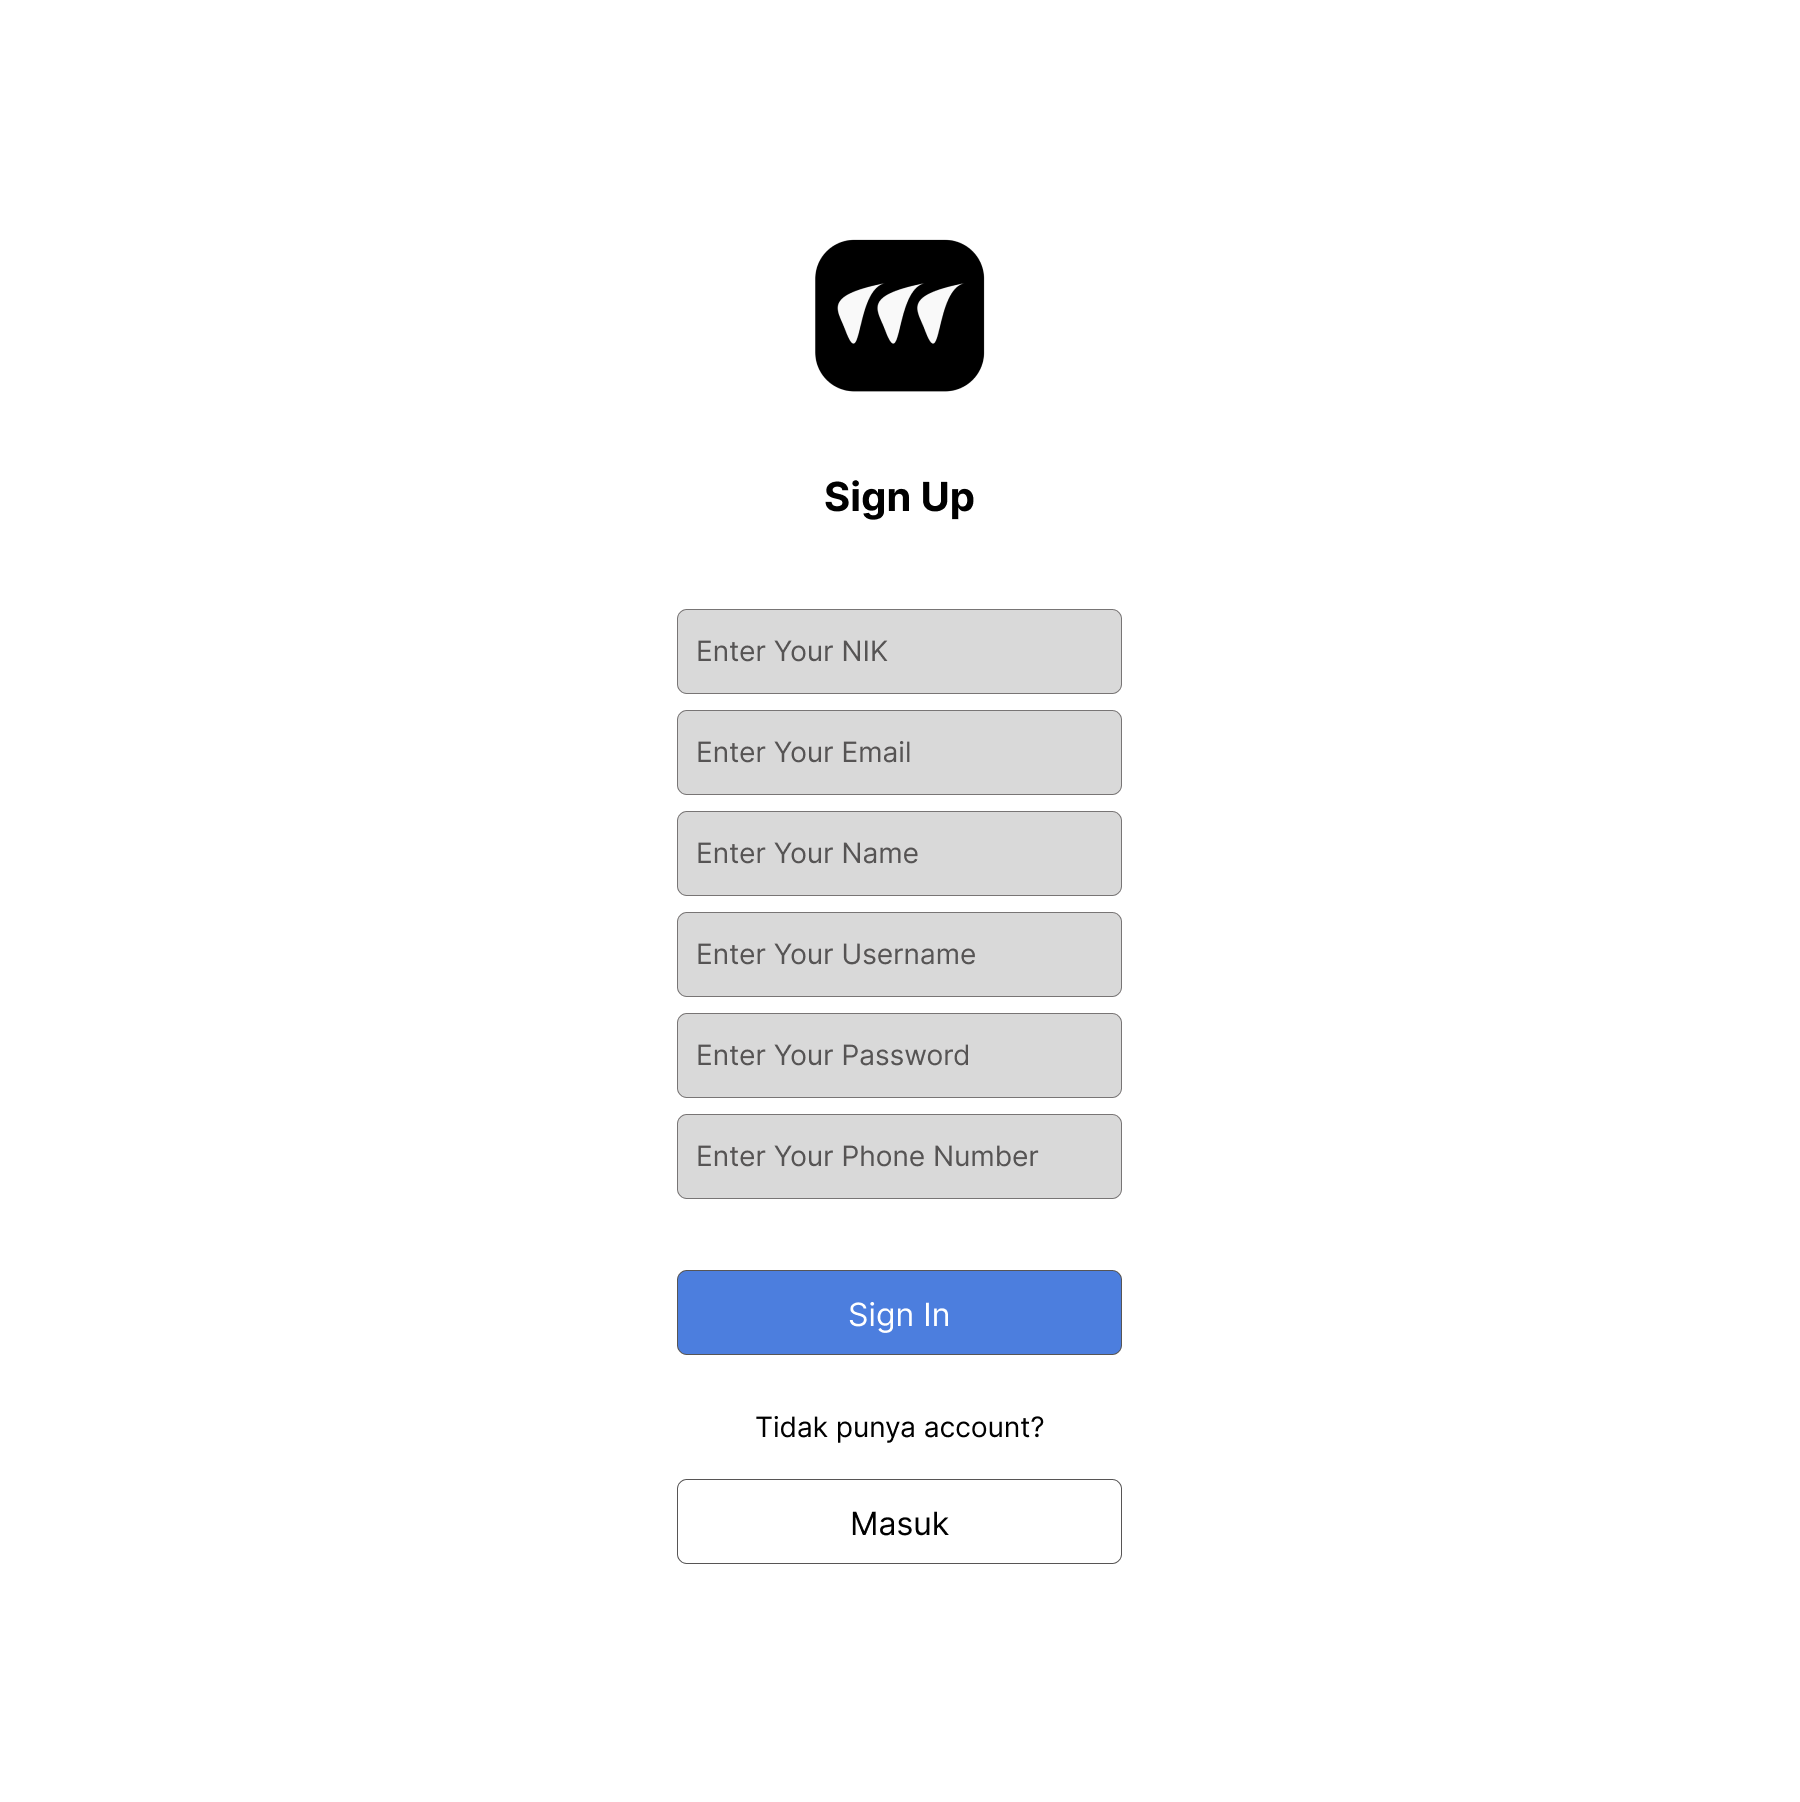 Sign Up
Enter Your NIK
Enter Your Email
Enter Your Name
Enter Your Username
Enter Your Password
Enter Your Phone Number
Sign In
Tidak punya account?
Masuk